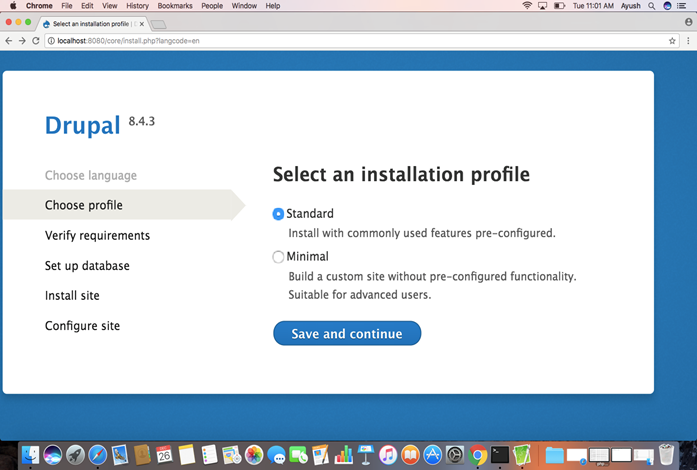 Chrome File Edit View History Bookmarks People Window Help Tue 11:01 AM Ayush
Select an installation profile | D
localhost:8080/core/install.php?langcode=en
Drupal 8.4.3
Choose language
Choose profile
Verify requirements
Set up database
Install site
Configure site
Select an installation profile
Standard
Install with commonly used features pre-configured.
Minimal
Build a custom site without pre-configured functionality.
Suitable for advanced users.
Save and continue
26